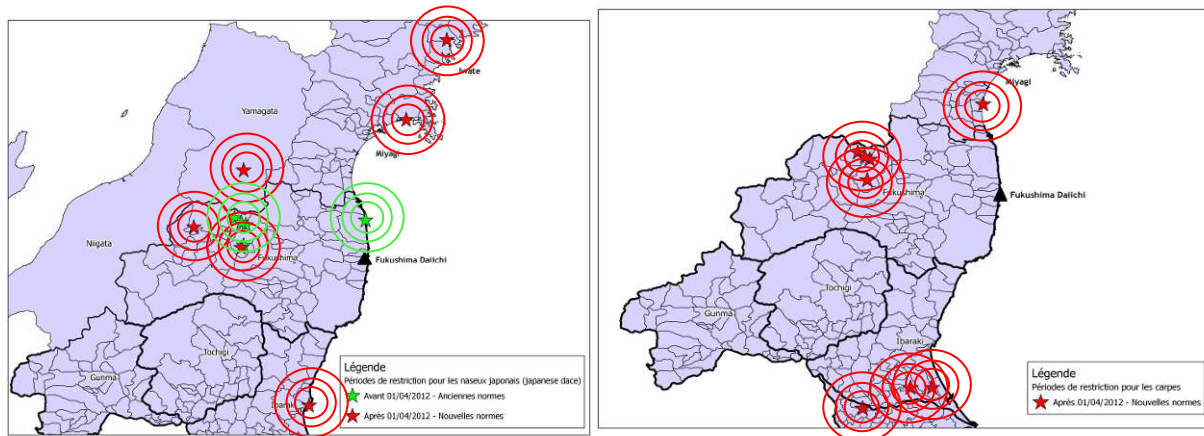 Iwate
Yamagata
Miyagi
Niigata
Fukushima
Fukushima Daiichi
Tochigi
Gunma
Ibaraki
Légende
Périodes de restriction pour les naseux japonais (japanese dace)
Avant 01/04/2012 - Anciennes normes
Après 01/04/2012 - Nouvelles normes
Miyagi
Fukushima
Fukushima Daiichi
Tochigi
Gunma
Ibaraki
Légende
Périodes de restriction pour les carpes
Après 01/04/2012 - Nouvelles normes